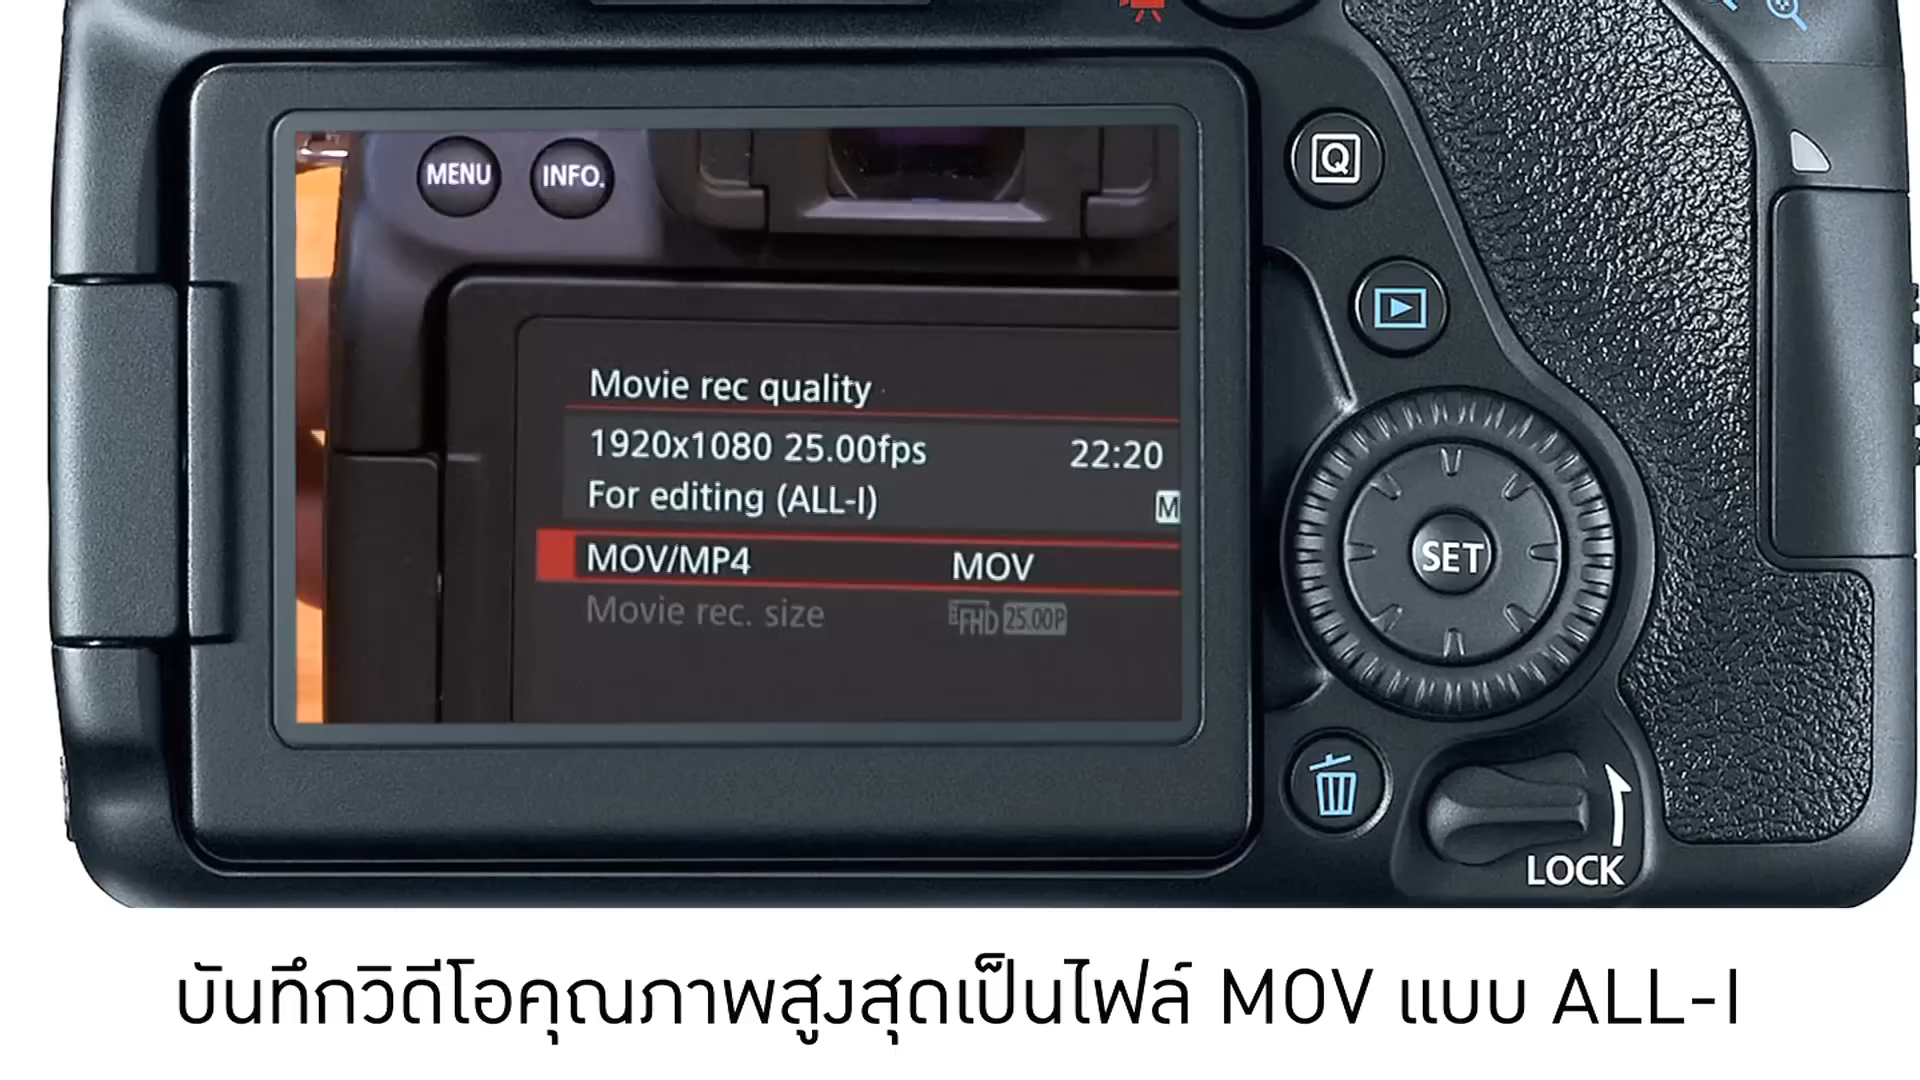 MENU INFO.
Q
Movie rec quality
1920x1080 25.00fps 22:20
For editing (ALL-I) M
MOV/MP4 MOV
Movie rec. size FHD 25.00P
SET
LOCK
บันทึกวิดีโอคุณภาพสูงสุดเป็นไฟล์ MOV แบบ ALL-I